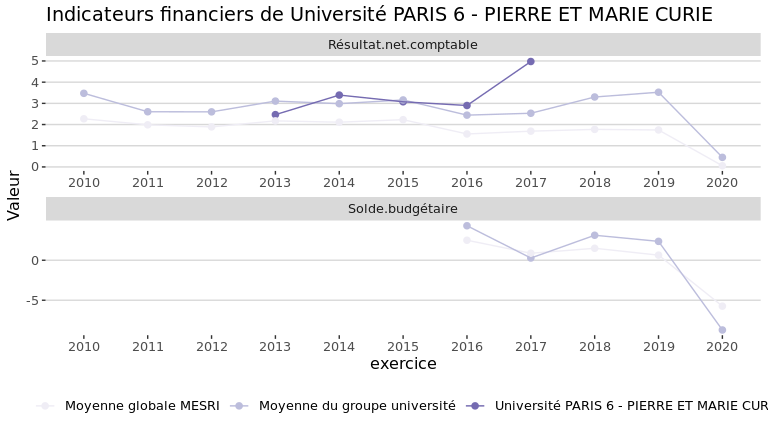 Indicateurs financiers de Université PARIS 6 - PIERRE ET MARIE CURIE
Résultat.net.comptable
5
4
3
2
1
0
2010 2011 2012 2013 2014 2015 2016 2017 2018 2019 2020
Valeur
Solde.budgétaire
0
-5
2010 2011 2012 2013 2014 2015 2016 2017 2018 2019 2020
exercice
Moyenne globale MESRI Moyenne du groupe université Université PARIS 6 - PIERRE ET MARIE CUR